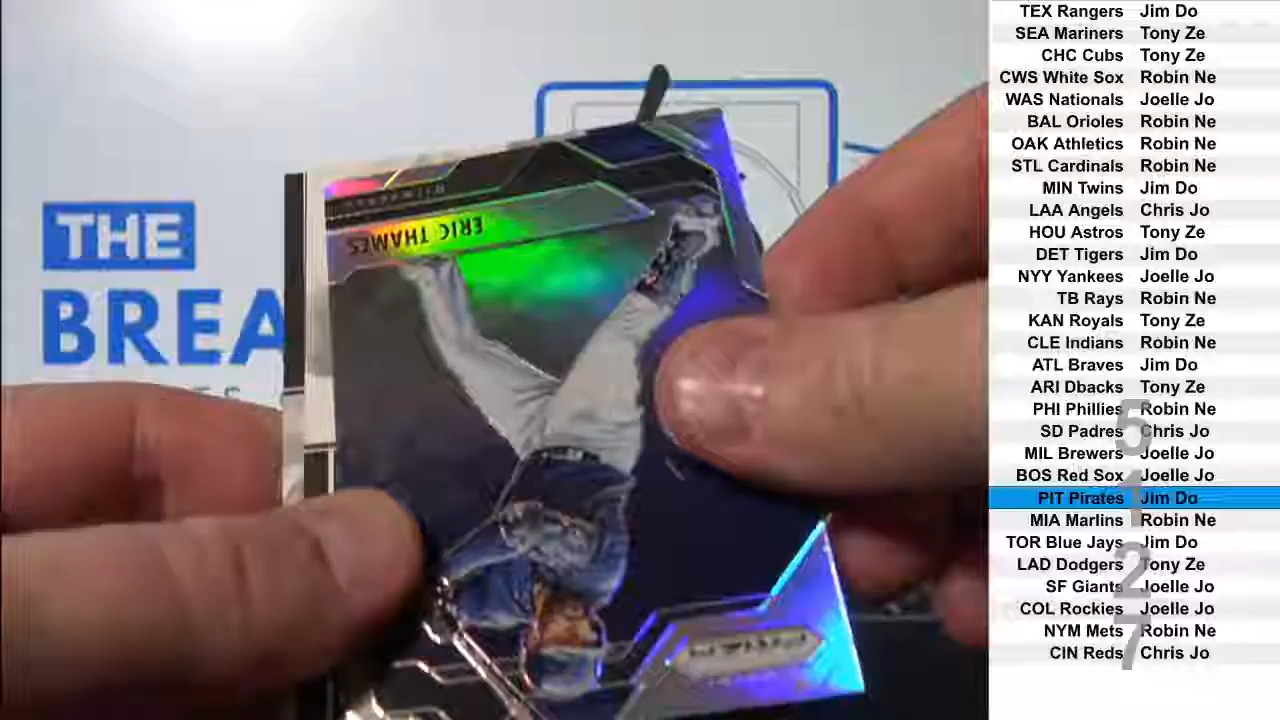 THE
BREA
ERIC THAMES
TEX Rangers Jim Do
SEA Mariners Tony Ze
CHC Cubs Tony Ze
CWS White Sox Robin Ne
WAS Nationals Joelle Jo
BAL Orioles Robin Ne
OAK Athletics Robin Ne
STL Cardinals Robin Ne
MIN Twins Jim Do
LAA Angels Chris Jo
HOU Astros Tony Ze
DET Tigers Jim Do
NYY Yankees Joelle Jo
TB Rays Robin Ne
KAN Royals Tony Ze
CLE Indians Robin Ne
ATL Braves Jim Do
ARI Dbacks Tony Ze
PHI Phillies Robin Ne
SD Padres Chris Jo
MIL Brewers Joelle Jo
BOS Red Sox Joelle Jo
PIT Pirates Jim Do
MIA Marlins Robin Ne
TOR Blue Jays Jim Do
LAD Dodgers Tony Ze
SF Giants Joelle Jo
COL Rockies Joelle Jo
NYM Mets Robin Ne
CIN Reds Chris Jo
5
1
2
7